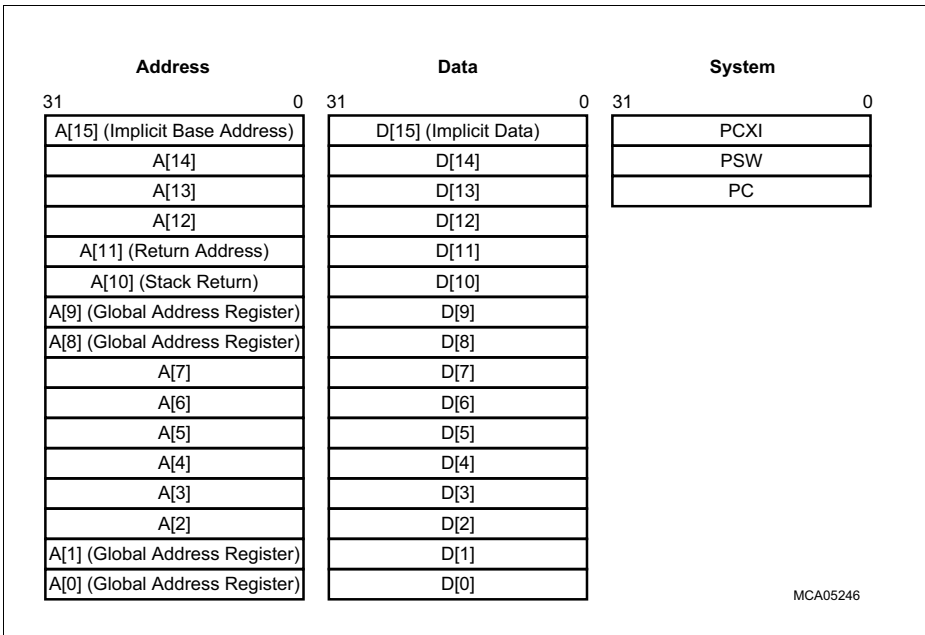 Address Data System
31 0 31 0 31 0
A[15] (Implicit Base Address) D[15] (Implicit Data) PCXI
A[14] D[14] PSW
A[13] D[13] PC
A[12] D[12]
A[11] (Return Address) D[11]
A[10] (Stack Return) D[10]
A[9] (Global Address Register) D[9]
A[8] (Global Address Register) D[8]
A[7] D[7]
A[6] D[6]
A[5] D[5]
A[4] D[4]
A[3] D[3]
A[2] D[2]
A[1] (Global Address Register) D[1]
A[0] (Global Address Register) D[0]
MCA05246